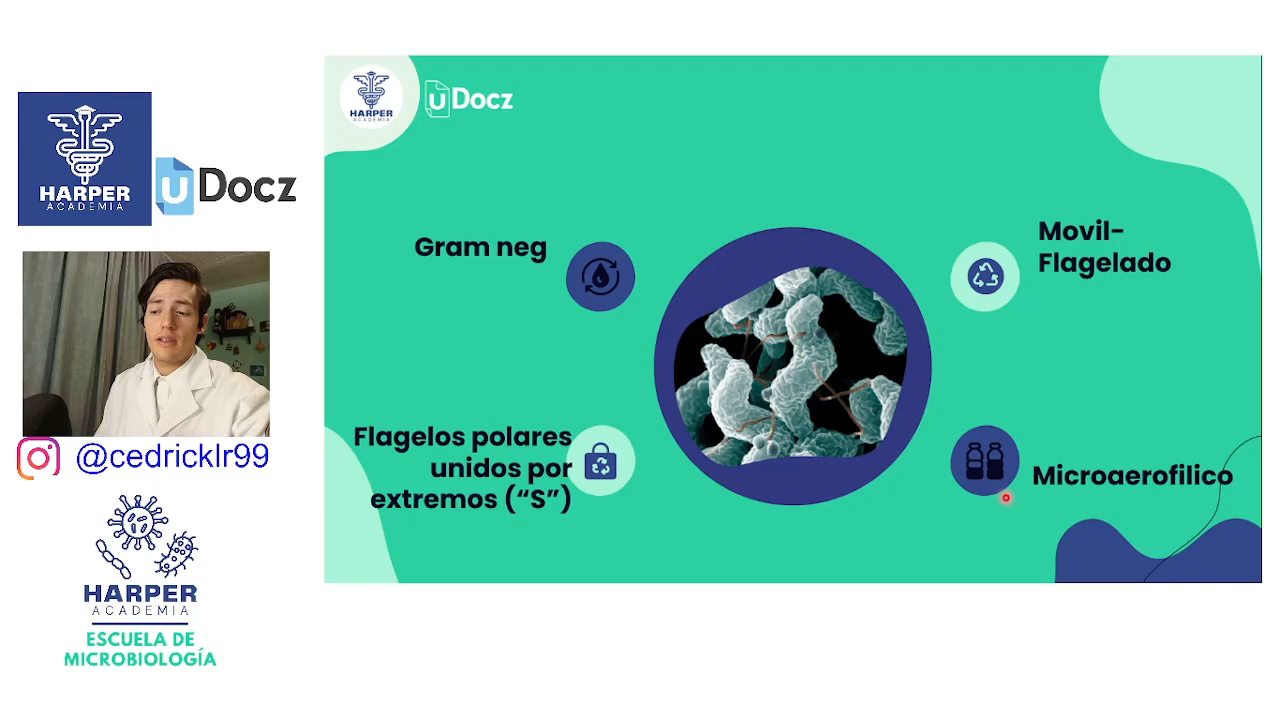 HARPER
ACADEMIA
uDocz
@cedricklr99
HARPER
ACADEMIA
ESCUELA DE
MICROBIOLOGÍA
HARPER
ACADEMIA
uDocz
Gram neg
Movil-
Flagelado
Flagelos polares
unidos por
extremos (“S”)
Microaerofilico